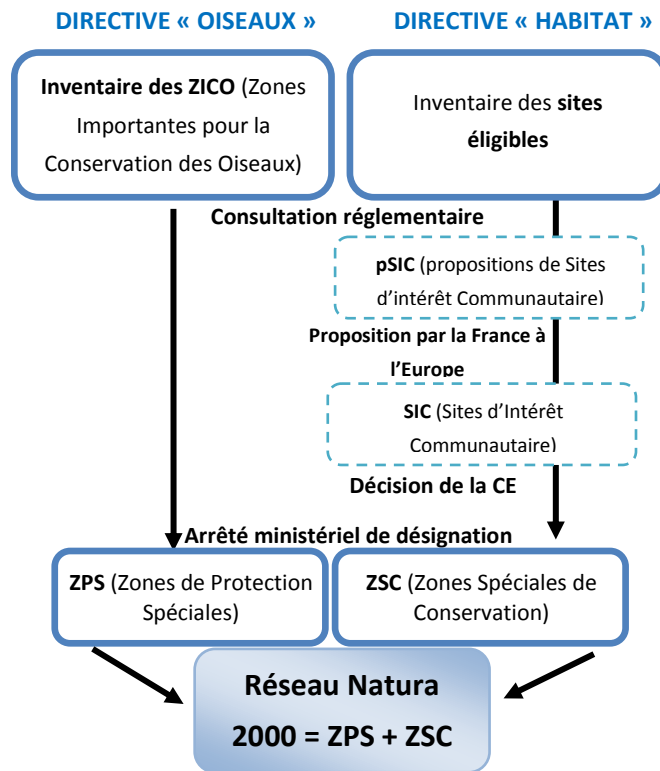 DIRECTIVE « OISEAUX »
DIRECTIVE « HABITAT »
Inventaire des ZICO (Zones
Importantes pour la
Conservation des Oiseaux)
Inventaire des sites
éligibles
Consultation réglementaire
pSIC (propositions de Sites
d’intérêt Communautaire)
Proposition par la France à
l’Europe
SIC (Sites d’Intérêt
Communautaire)
Décision de la CE
Arrêté ministériel de désignation
ZPS (Zones de Protection
Spéciales)
ZSC (Zones Spéciales de
Conservation)
Réseau Natura
2000 = ZPS + ZSC